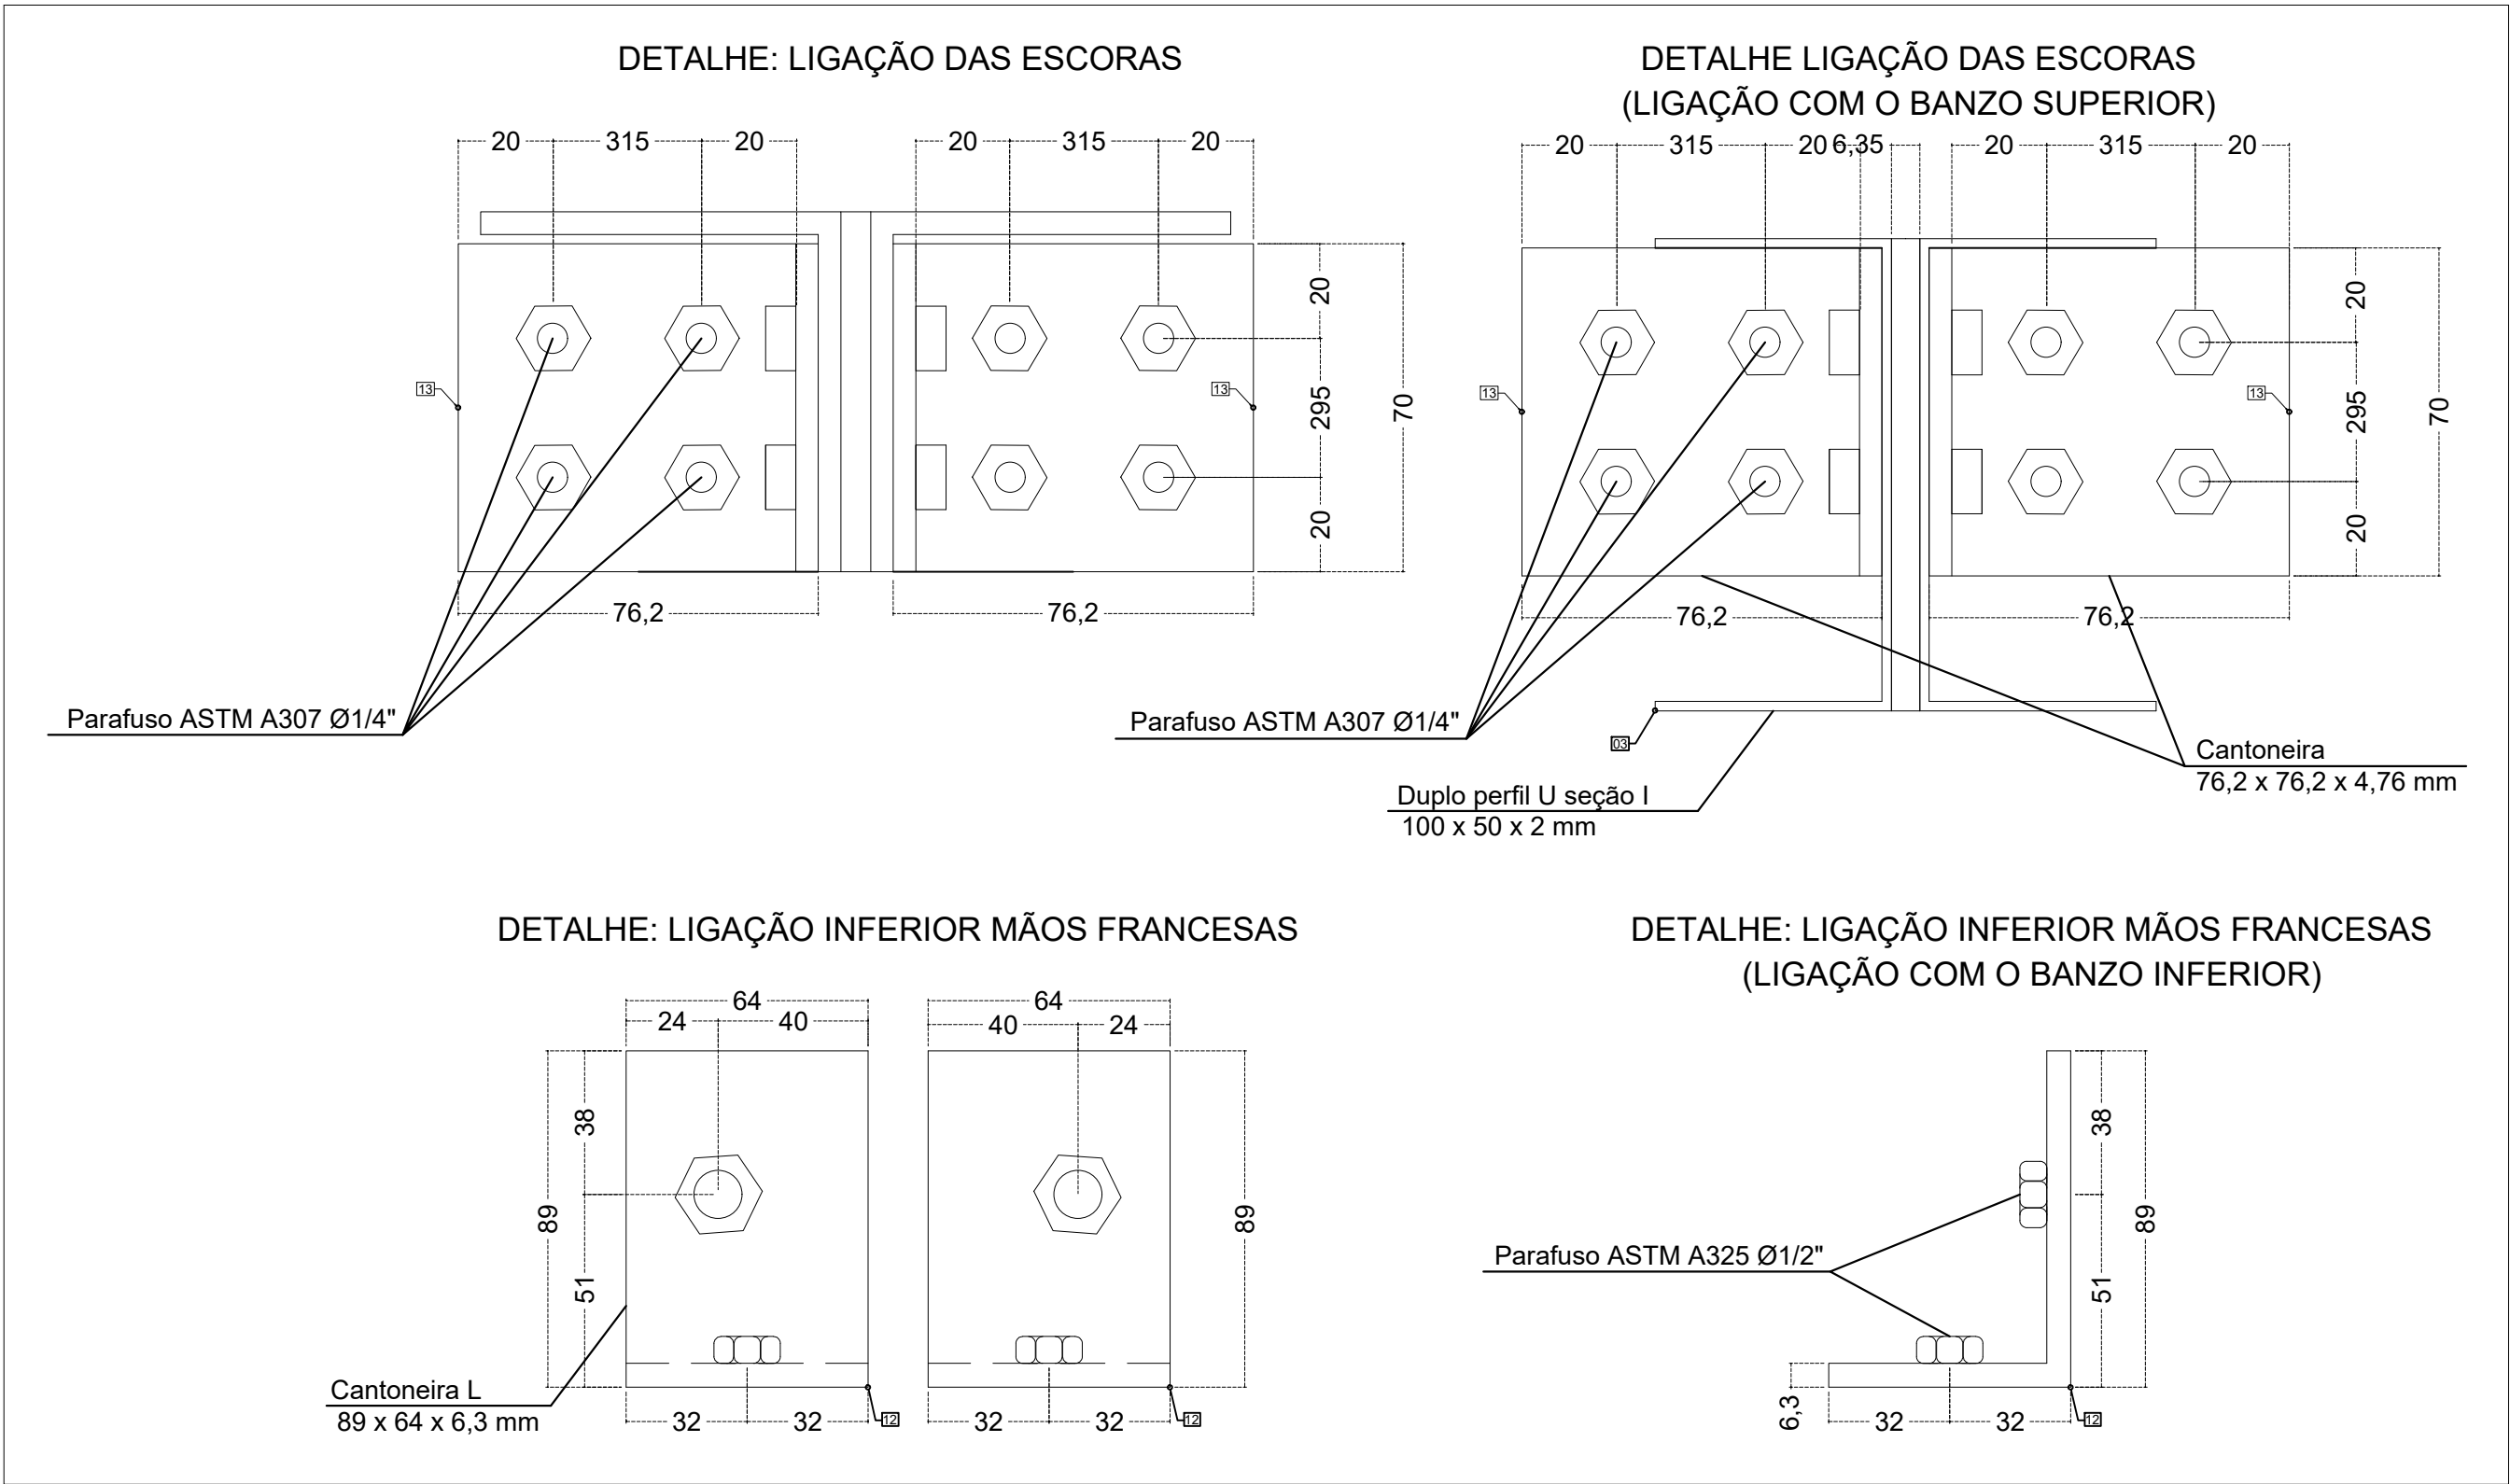 DETALHE: LIGAÇÃO DAS ESCORAS
20 315 20 20 315 20
13
13
20
295
20
70
76,2 76,2
Parafuso ASTM A307 Ø1/4"
DETALHE LIGAÇÃO DAS ESCORAS
(LIGAÇÃO COM O BANZO SUPERIOR)
20 315 20 6,35 20 315 20
13
13
20
295
20
70
76,2 76,2
Parafuso ASTM A307 Ø1/4"
03
Cantoneira
76,2 x 76,2 x 4,76 mm
Duplo perfil U seção I
100 x 50 x 2 mm
DETALHE: LIGAÇÃO INFERIOR MÃOS FRANCESAS
64 64
24 40 40 24
38
89
51
89
Cantoneira L
89 x 64 x 6,3 mm
32 32 12 32 32 12
DETALHE: LIGAÇÃO INFERIOR MÃOS FRANCESAS
(LIGAÇÃO COM O BANZO INFERIOR)
38
89
51
Parafuso ASTM A325 Ø1/2"
6,3
32 32 12